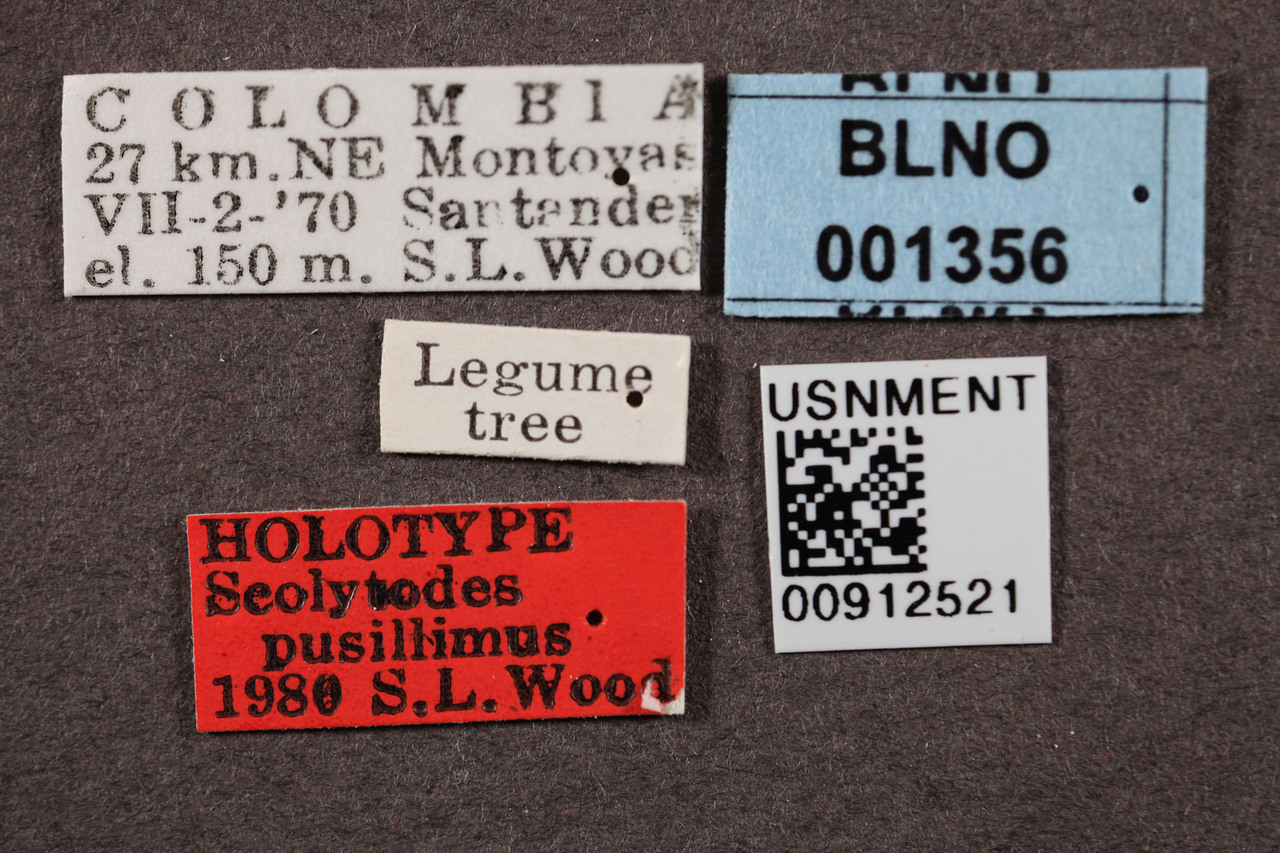 C O L O M B I A
27 km. NE Montoyas
VII-2-'70 Santander
el. 150 m. S.L. Wood
BLNO
001356
Legume
tree
USNMENT
00912521
HOLOTYPE
Scolytodes
pusillimus
1980 S.L. Wood